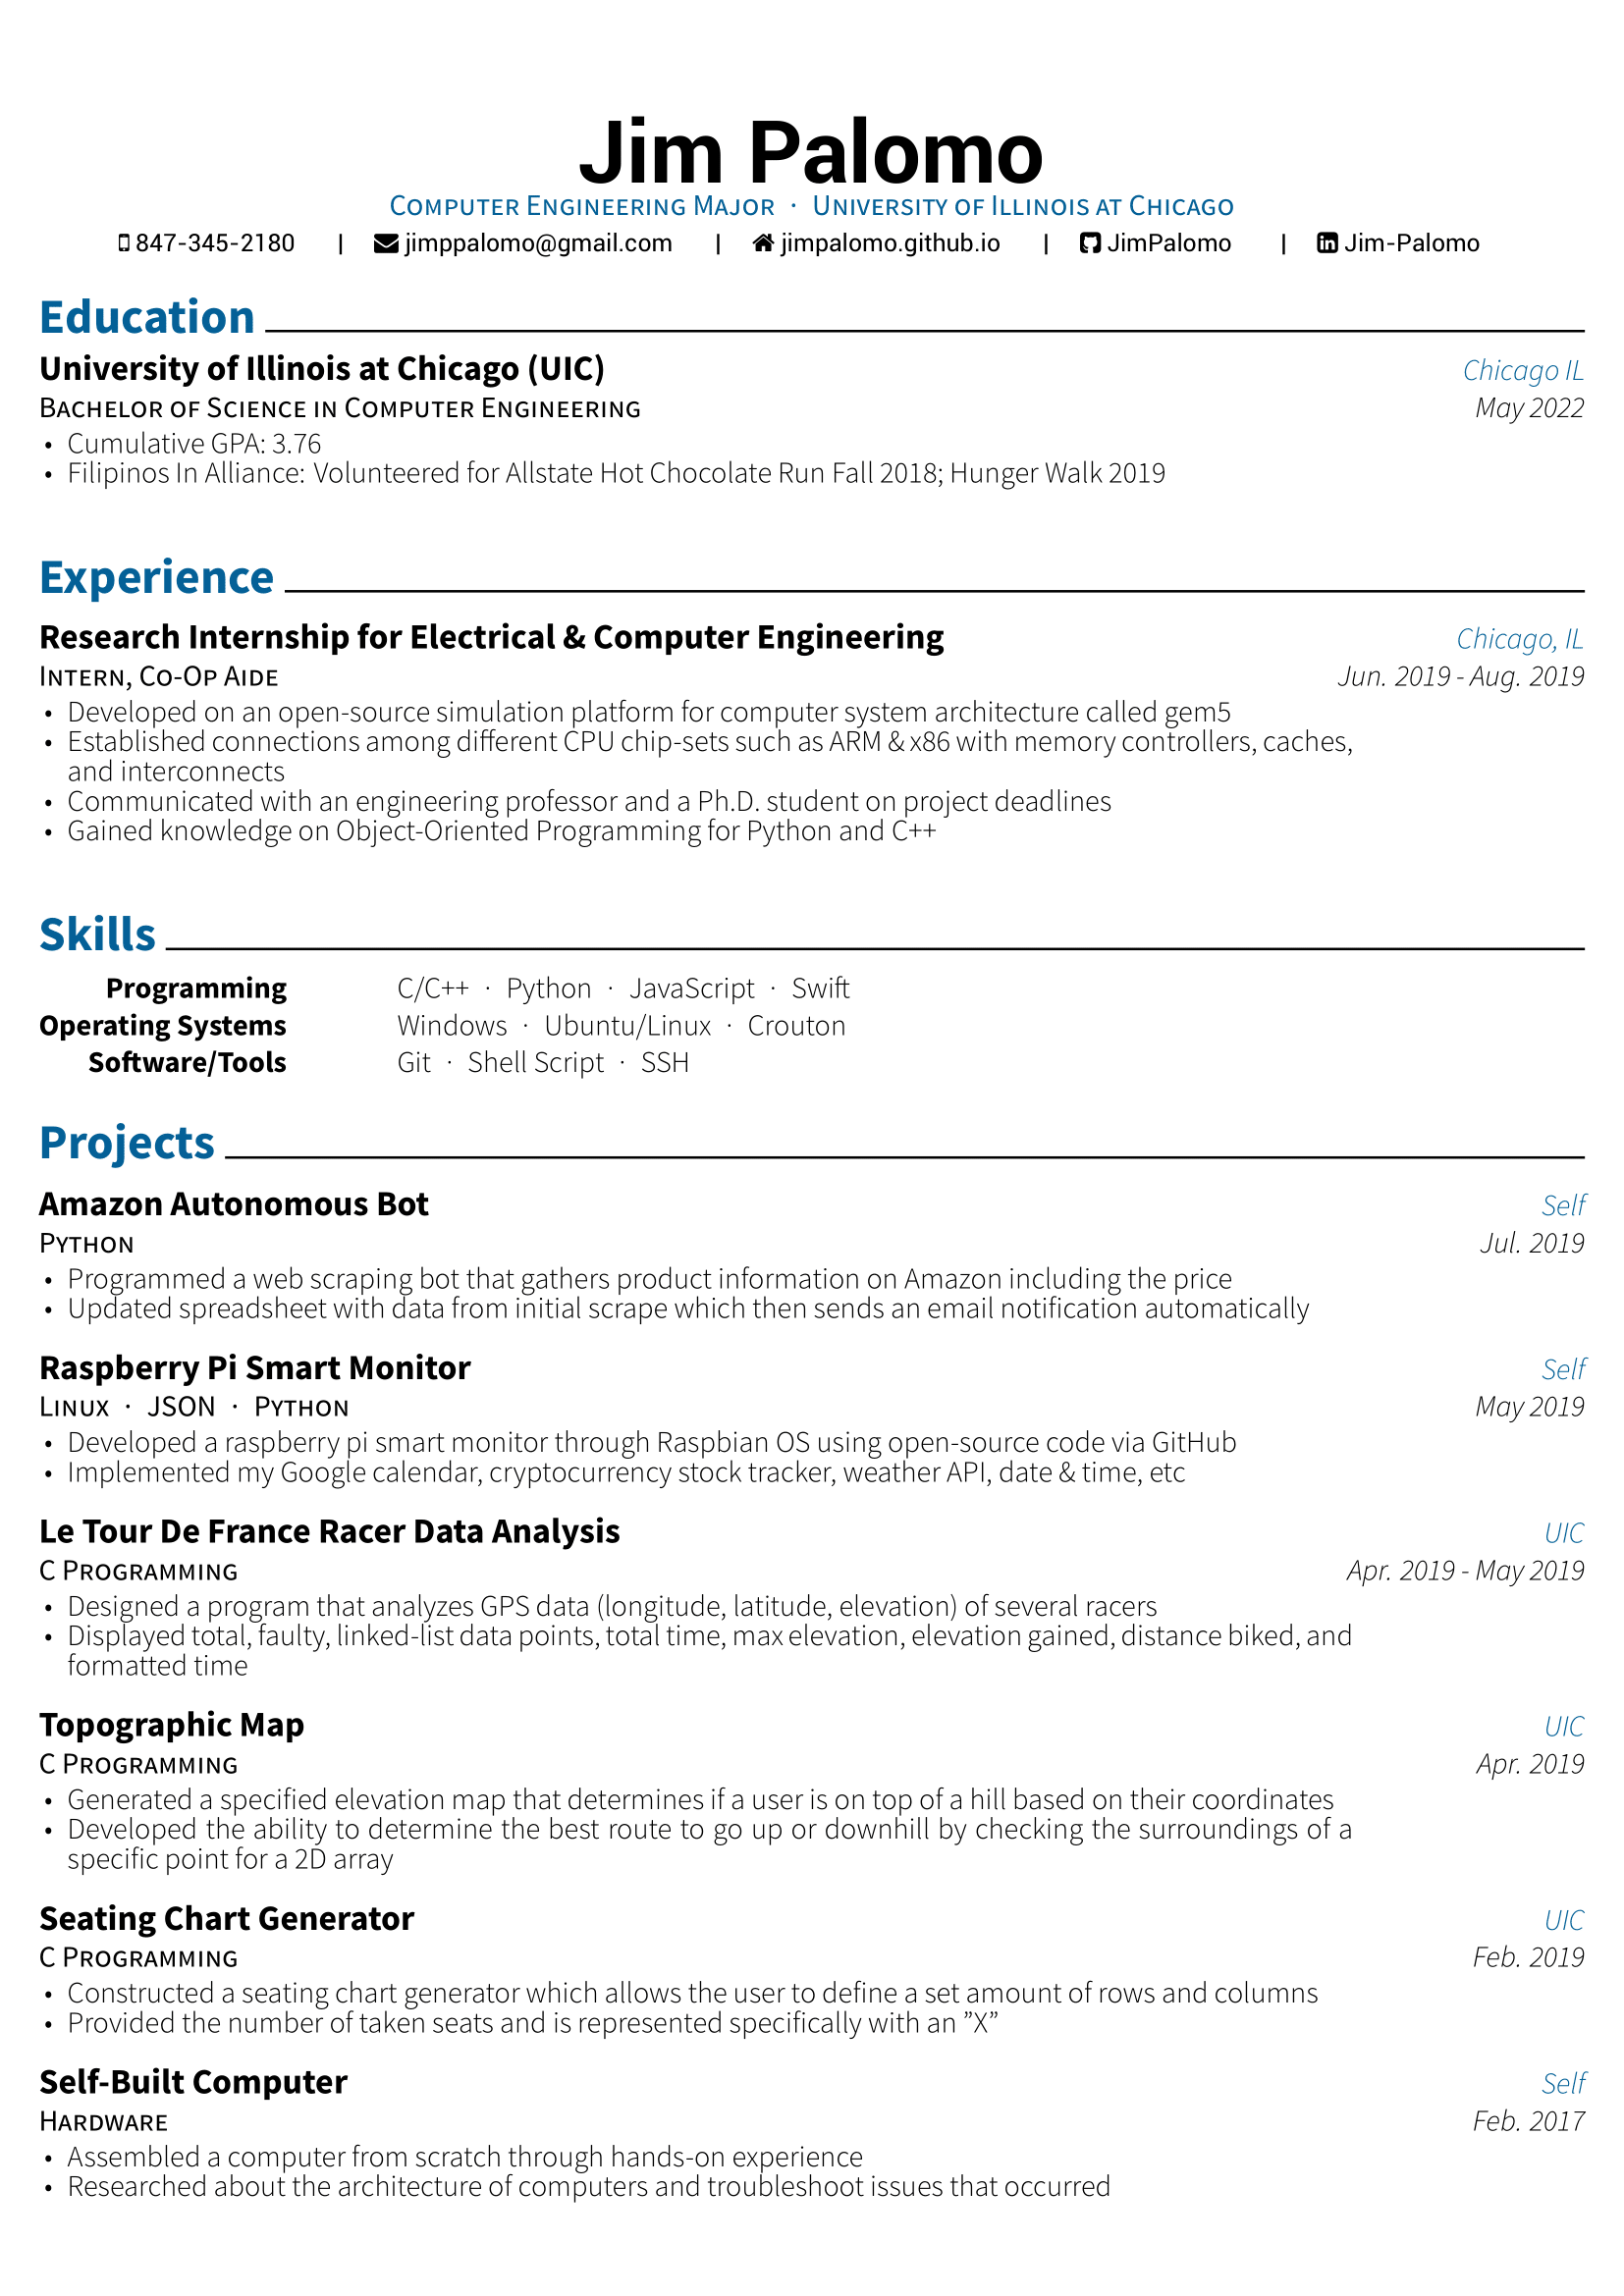 Jim Palomo
Computer Engineering Major · University of Illinois at Chicago
847-345-2180 | jimppalomo@gmail.com | jimpalomo.github.io | JimPalomo | Jim-Palomo
Education
University of Illinois at Chicago (UIC) Chicago IL
Bachelor of Science in Computer Engineering May 2022
• Cumulative GPA: 3.76
• Filipinos In Alliance: Volunteered for Allstate Hot Chocolate Run Fall 2018; Hunger Walk 2019
Experience
Research Internship for Electrical & Computer Engineering Chicago, IL
Intern, Co-Op Aide Jun. 2019 - Aug. 2019
• Developed on an open-source simulation platform for computer system architecture called gem5
• Established connections among different CPU chip-sets such as ARM & x86 with memory controllers, caches,
and interconnects
• Communicated with an engineering professor and a Ph.D. student on project deadlines
• Gained knowledge on Object-Oriented Programming for Python and C++
Skills
Programming C/C++ · Python · JavaScript · Swift
Operating Systems Windows · Ubuntu/Linux · Crouton
Software/Tools Git · Shell Script · SSH
Projects
Amazon Autonomous Bot Self
Python Jul. 2019
• Programmed a web scraping bot that gathers product information on Amazon including the price
• Updated spreadsheet with data from initial scrape which then sends an email notification automatically
Raspberry Pi Smart Monitor Self
Linux · JSON · Python May 2019
• Developed a raspberry pi smart monitor through Raspbian OS using open-source code via GitHub
• Implemented my Google calendar, cryptocurrency stock tracker, weather API, date & time, etc
Le Tour De France Racer Data Analysis UIC
C Programming Apr. 2019 - May 2019
• Designed a program that analyzes GPS data (longitude, latitude, elevation) of several racers
• Displayed total, faulty, linked-list data points, total time, max elevation, elevation gained, distance biked, and
formatted time
Topographic Map UIC
C Programming Apr. 2019
• Generated a specified elevation map that determines if a user is on top of a hill based on their coordinates
• Developed the ability to determine the best route to go up or downhill by checking the surroundings of a
specific point for a 2D array
Seating Chart Generator UIC
C Programming Feb. 2019
• Constructed a seating chart generator which allows the user to define a set amount of rows and columns
• Provided the number of taken seats and is represented specifically with an ”X”
Self-Built Computer Self
Hardware Feb. 2017
• Assembled a computer from scratch through hands-on experience
• Researched about the architecture of computers and troubleshoot issues that occurred